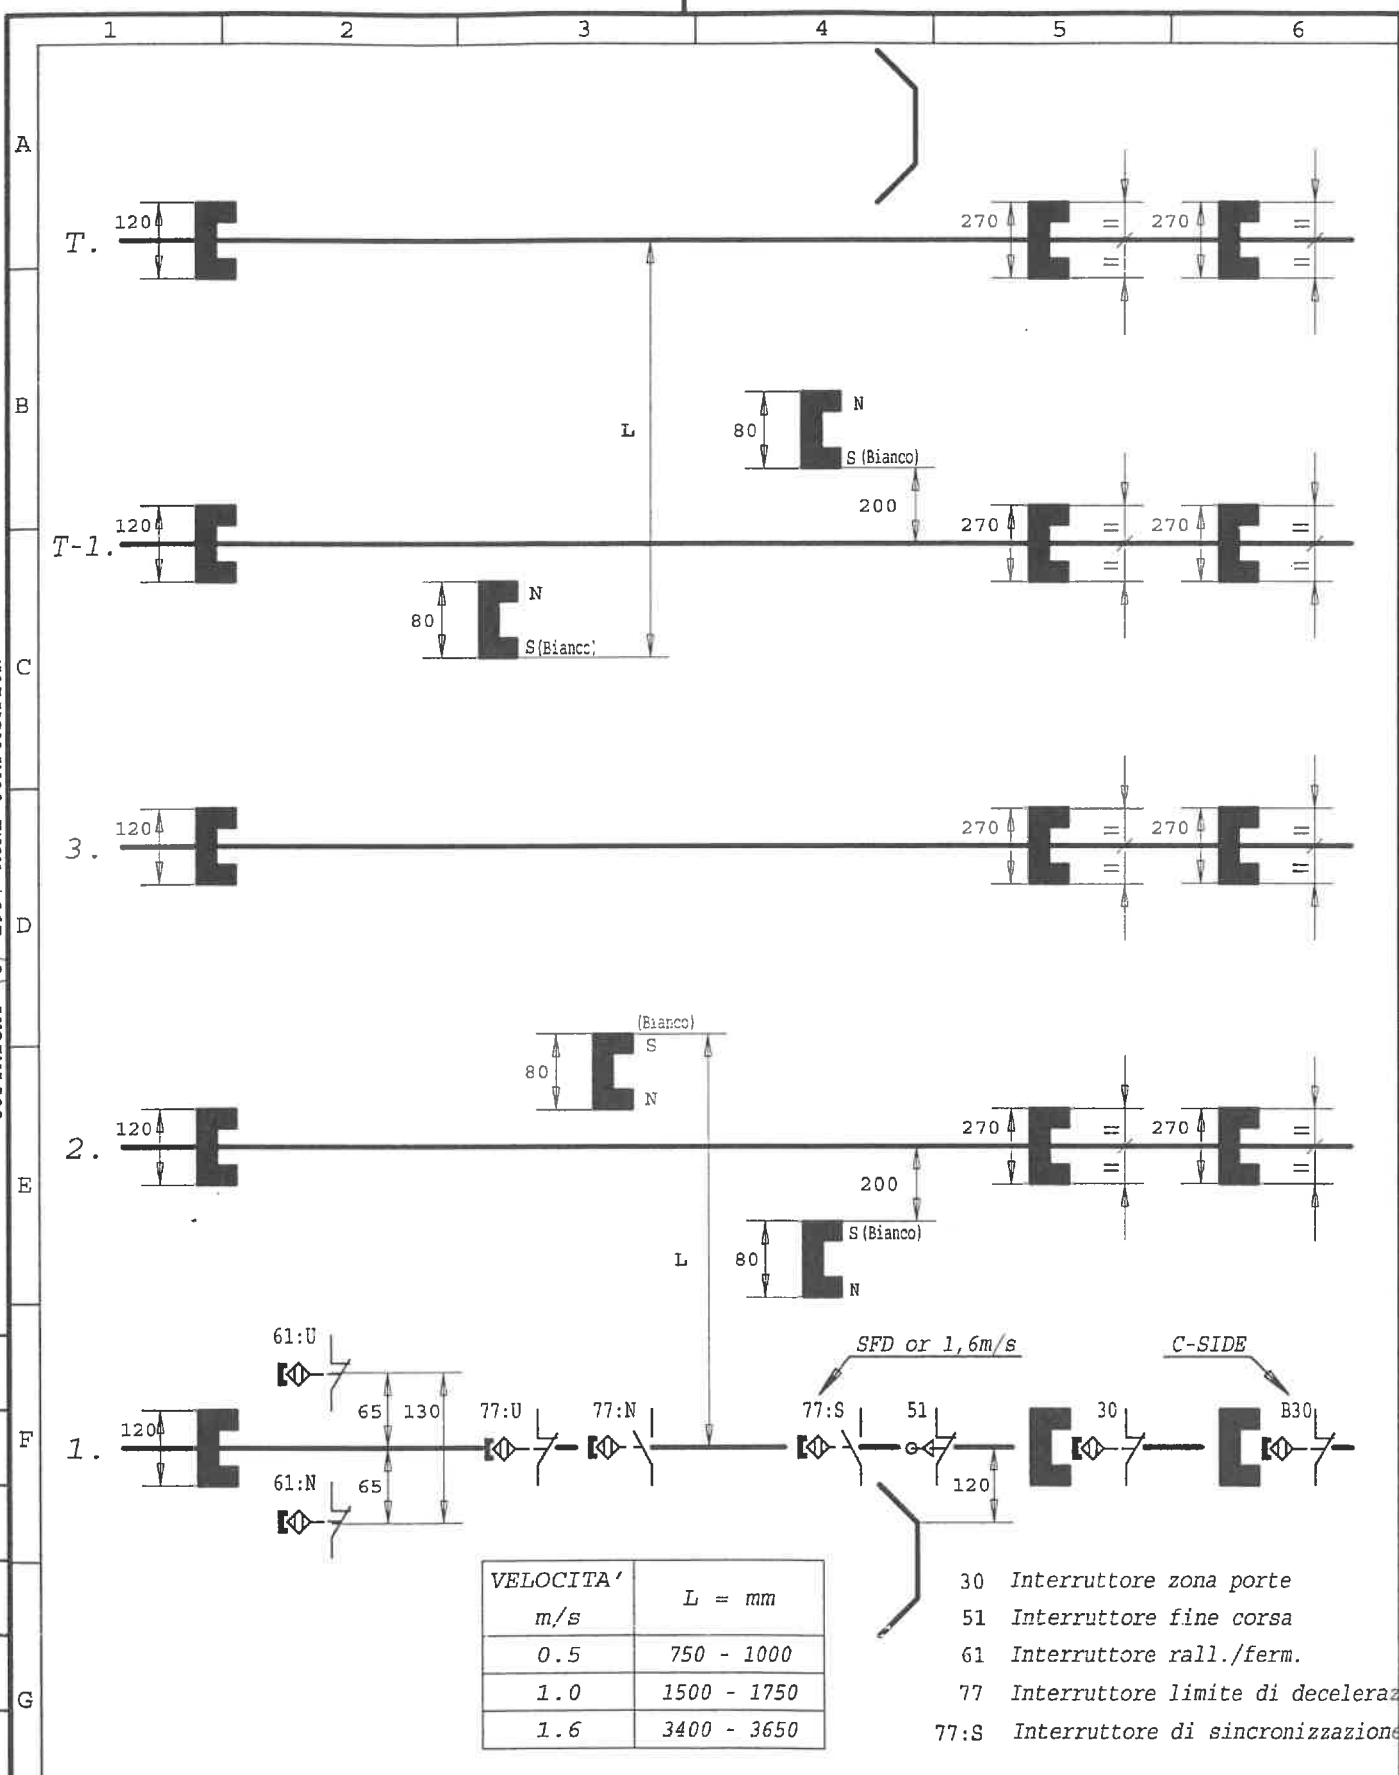 1 2 3 4 5 6
A
120 270 = 270 =
T.
= =
B
80 N
L
S (Bianco)
200
120 270 = 270 =
T-1.
= =
80 N
S (Bianco)
C
120 270 = 270 =
3.
= =
D
(Bianco)
S
80
N
120 270 = 270 =
2.
= =
E
200
S (Bianco)
L 80
N
61:U
SFD or 1,6m/s C-SIDE
65 130 77:U 77:N 77:S 51 30 B30
F
120
1.
61:N 65 120
VELOCITA' m/s L = mm
0.5 750 - 1000
1.0 1500 - 1750
1.6 3400 - 3650
30 Interruttore zona porte
51 Interruttore fine corsa
61 Interruttore rall./ferm.
77 Interruttore limite di deceleraz
77:S Interruttore di sincronizzazione
G